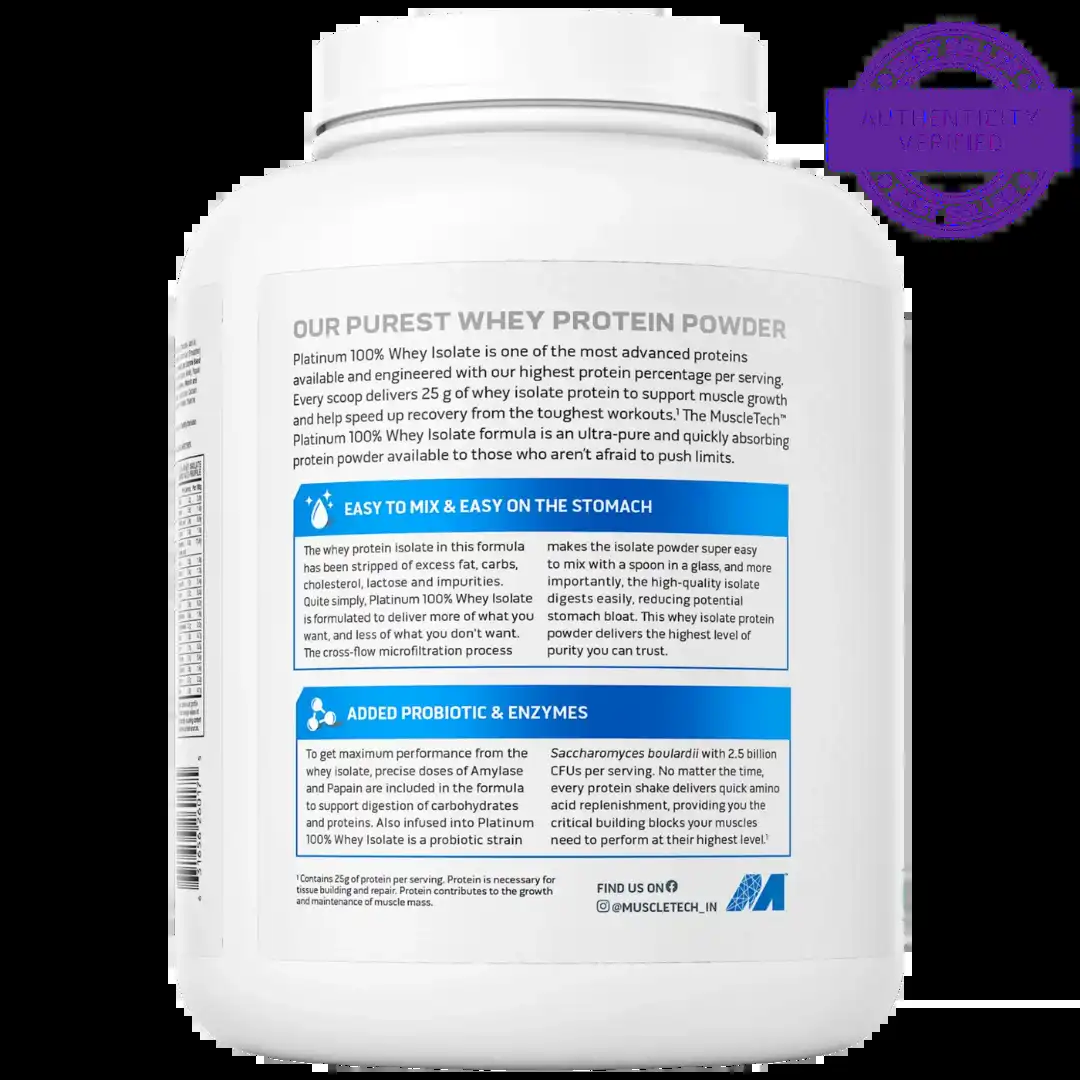 BEST SELLER
AUTHENTICITY
VERIFIED
BEST SELLER
OUR PUREST WHEY PROTEIN POWDER
Platinum 100% Whey Isolate is one of the most advanced proteins
available and engineered with our highest protein percentage per serving.
Every scoop delivers 25 g of whey isolate protein to support muscle growth
and help speed up recovery from the toughest workouts.¹ The MuscleTech™
Platinum 100% Whey Isolate formula is an ultra-pure and quickly absorbing
protein powder available to those who aren't afraid to push limits.
EASY TO MIX & EASY ON THE STOMACH
The whey protein isolate in this formula
has been stripped of excess fat, carbs,
cholesterol, lactose and impurities.
Quite simply, Platinum 100% Whey Isolate
is formulated to deliver more of what you
want, and less of what you don't want.
The cross-flow microfiltration process
makes the isolate powder super easy
to mix with a spoon in a glass, and more
importantly, the high-quality isolate
digests easily, reducing potential
stomach bloat. This whey isolate protein
powder delivers the highest level of
purity you can trust.
ADDED PROBIOTIC & ENZYMES
To get maximum performance from the
whey isolate, precise doses of Amylase
and Papain are included in the formula
to support digestion of carbohydrates
and proteins. Also infused into Platinum
100% Whey Isolate is a probiotic strain
Saccharomyces boulardii with 2.5 billion
CFUs per serving. No matter the time,
every protein shake delivers quick amino
acid replenishment, providing you the
critical building blocks your muscles
need to perform at their highest level.¹
¹ Contains 25g of protein per serving. Protein is necessary for
tissue building and repair. Protein contributes to the growth
and maintenance of muscle mass.
FIND US ON
@MUSCLETECH_IN